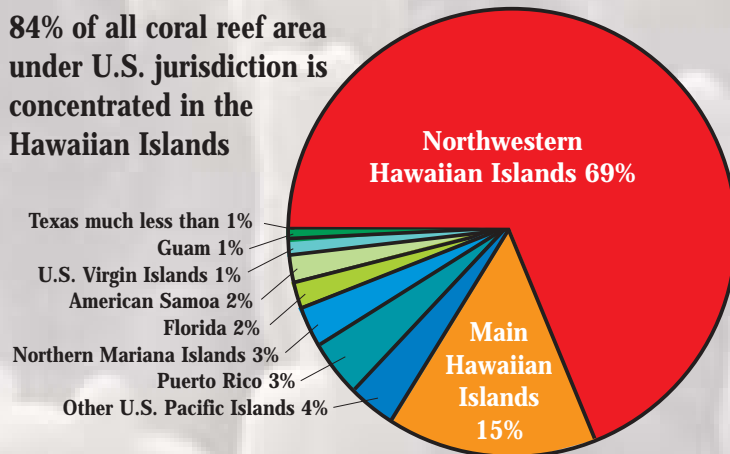 84% of all coral reef area
under U.S. jurisdiction is
concentrated in the
Hawaiian Islands
Northwestern
Hawaiian Islands 69%
Texas much less than 1%
Guam 1%
U.S. Virgin Islands 1%
American Samoa 2%
Florida 2%
Northern Mariana Islands 3%
Puerto Rico 3%
Other U.S. Pacific Islands 4%
Main
Hawaiian
Islands
15%